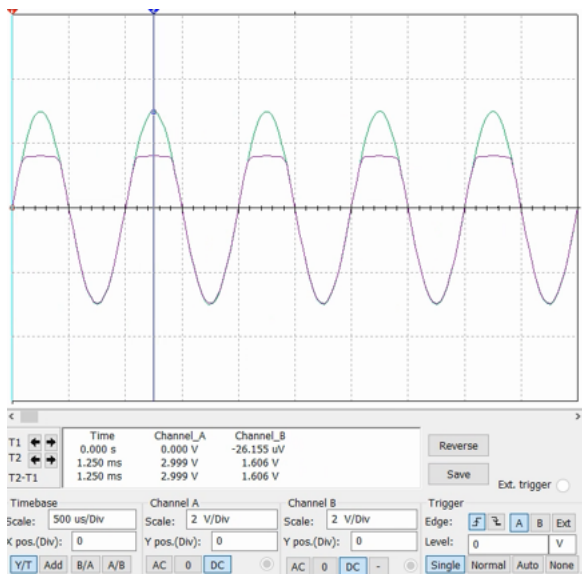 Time Channel_A Channel_B
T1 0.000 s 0.000 V -26.155 uV
T2 1.250 ms 2.999 V 1.606 V
T2-T1 1.250 ms 2.999 V 1.606 V
Reverse
Save
Ext. trigger
Timebase
Scale: 500 us/Div
X pos.(Div): 0
Y/T Add B/A A/B
Channel A
Scale: 2 V/Div
Y pos.(Div): 0
AC 0 DC
Channel B
Scale: 2 V/Div
Y pos.(Div): 0
AC 0 DC -
Trigger
Edge: A B Ext
Level: 0 V
Single Normal Auto None